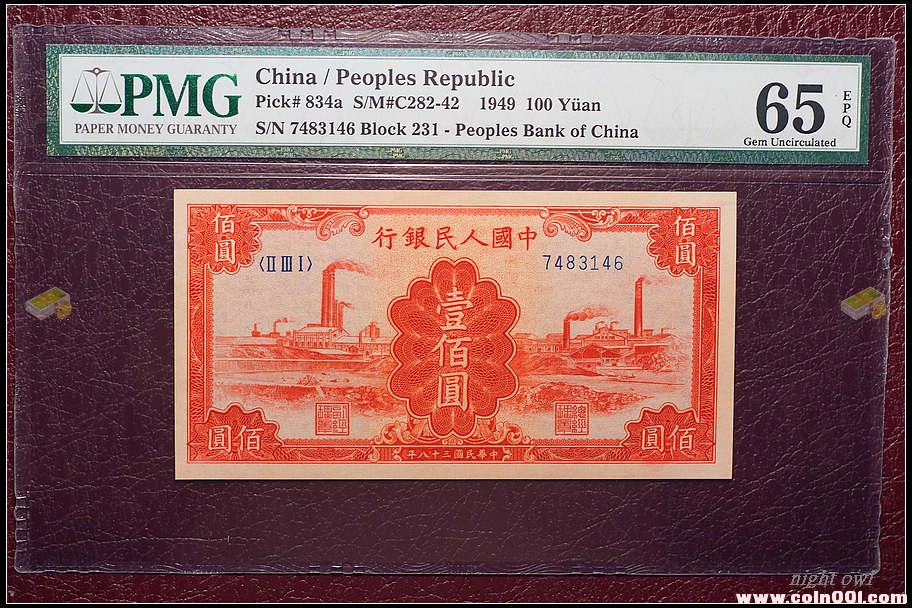 PMG
PAPER MONEY GUARANTY
China / Peoples Republic
Pick# 834a S/M#C282-42 1949 100 Yüan
S/N 7483146 Block 231 - Peoples Bank of China
65
EPQ
Gem Uncirculated
佰圓
行銀民人國中
佰圓
〈II III I〉
7483146
壹佰圓
圓佰
年八十三國民華中
圓佰
night owl
www.coln001.com